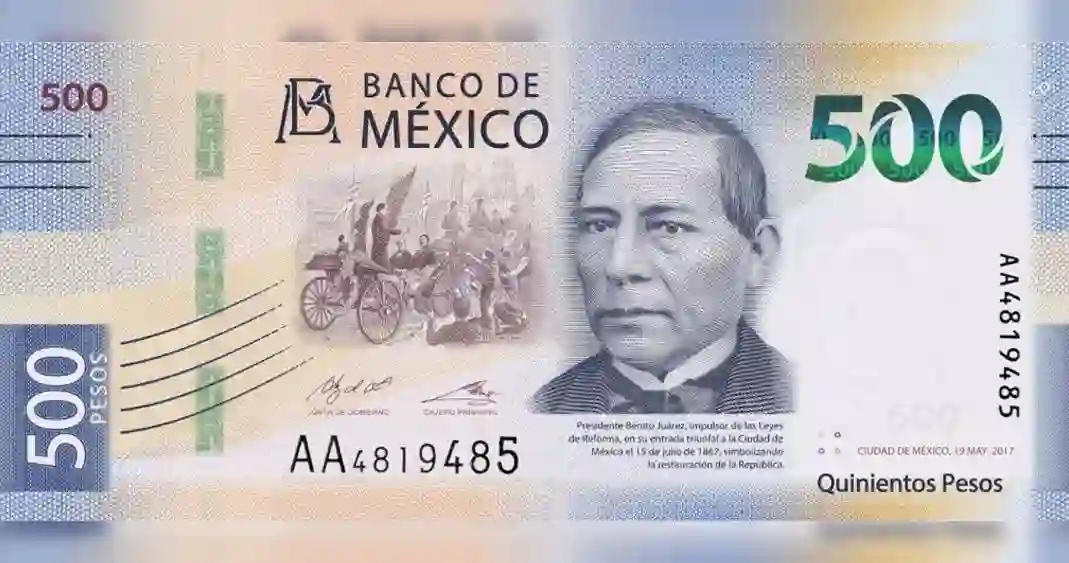 500
BANCO DE
MÉXICO
500
500
PESOS
AA4819485
JUNTA DE GOBIERNO
CAJERO PRINCIPAL
AA4819485
Presidente Benito Juárez, impulsor de las Leyes
de Reforma, en su entrada triunfal a la Ciudad de
México el 15 de julio de 1867, simbolizando
la restauración de la República.
CIUDAD DE MÉXICO, 19 MAY. 2017
Quinientos Pesos